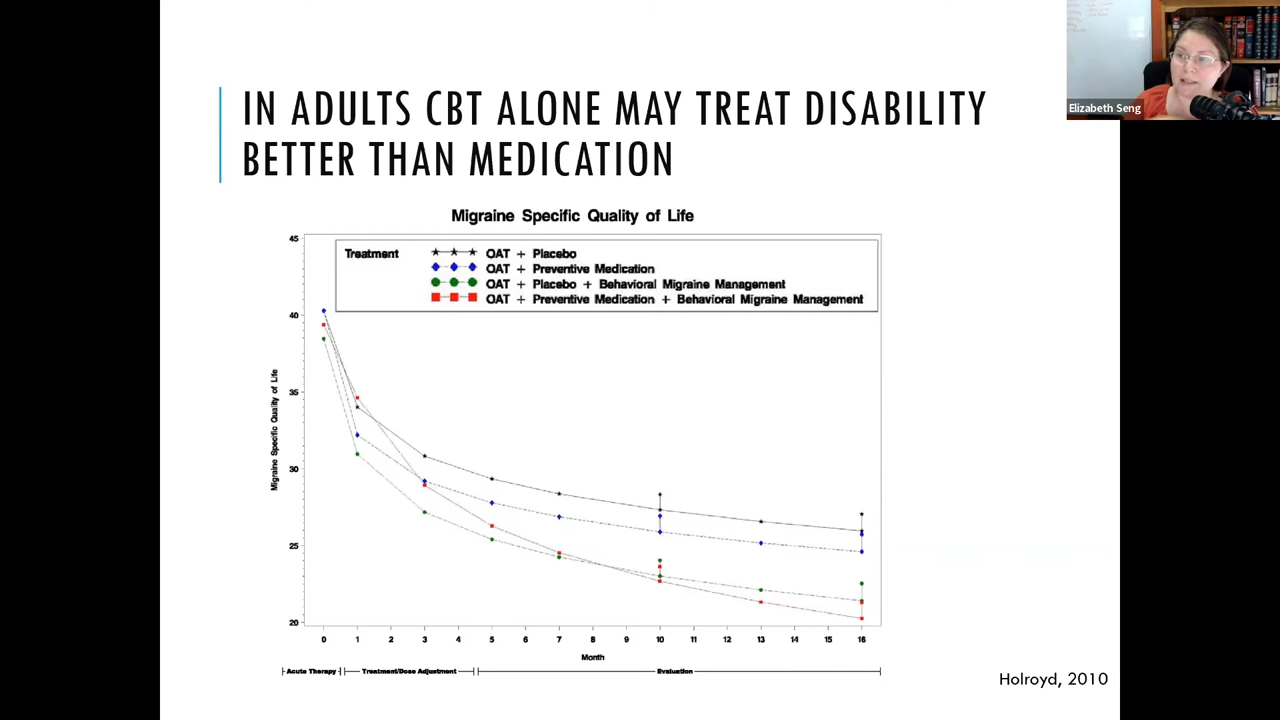 Elizabeth Seng
IN ADULTS CBT ALONE MAY TREAT DISABILITY
BETTER THAN MEDICATION
Migraine Specific Quality of Life
Treatment
OAT + Placebo
OAT + Preventive Medication
OAT + Placebo + Behavioral Migraine Management
OAT + Preventive Medication + Behavioral Migraine Management
Migraine Specific Quality of Life
45
40
35
30
25
20
0 1 2 3 4 5 6 7 8 9 10 11 12 13 14 15 16
Month
Acute Therapy
Treatment/Dose Adjustment
Evaluation
Holroyd, 2010